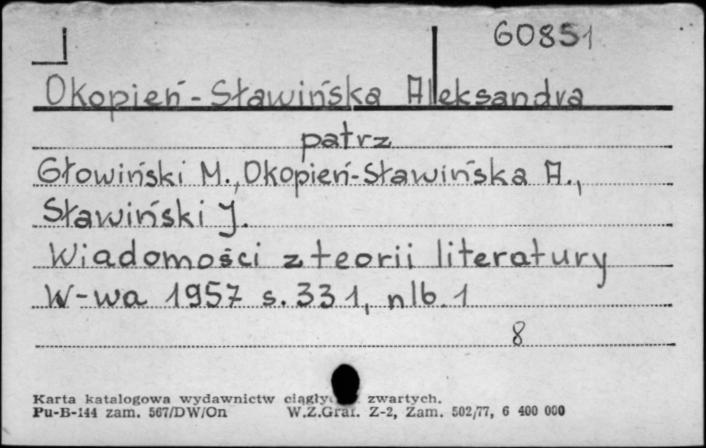 60851
Okopień-Sławińska Aleksandra
patrz
Głowiński M., Okopień-Sławińska A.,
Sławiński J.
Wiadomości z teorii literatury
W-wa 1957 s. 331, nlb. 1
8
Karta katalogowa wydawnictw zwartych.
Pu-B-144 zam. 567/DW/On W.Z.Graf. Z-2, Zam. 502/77, 6 400 000